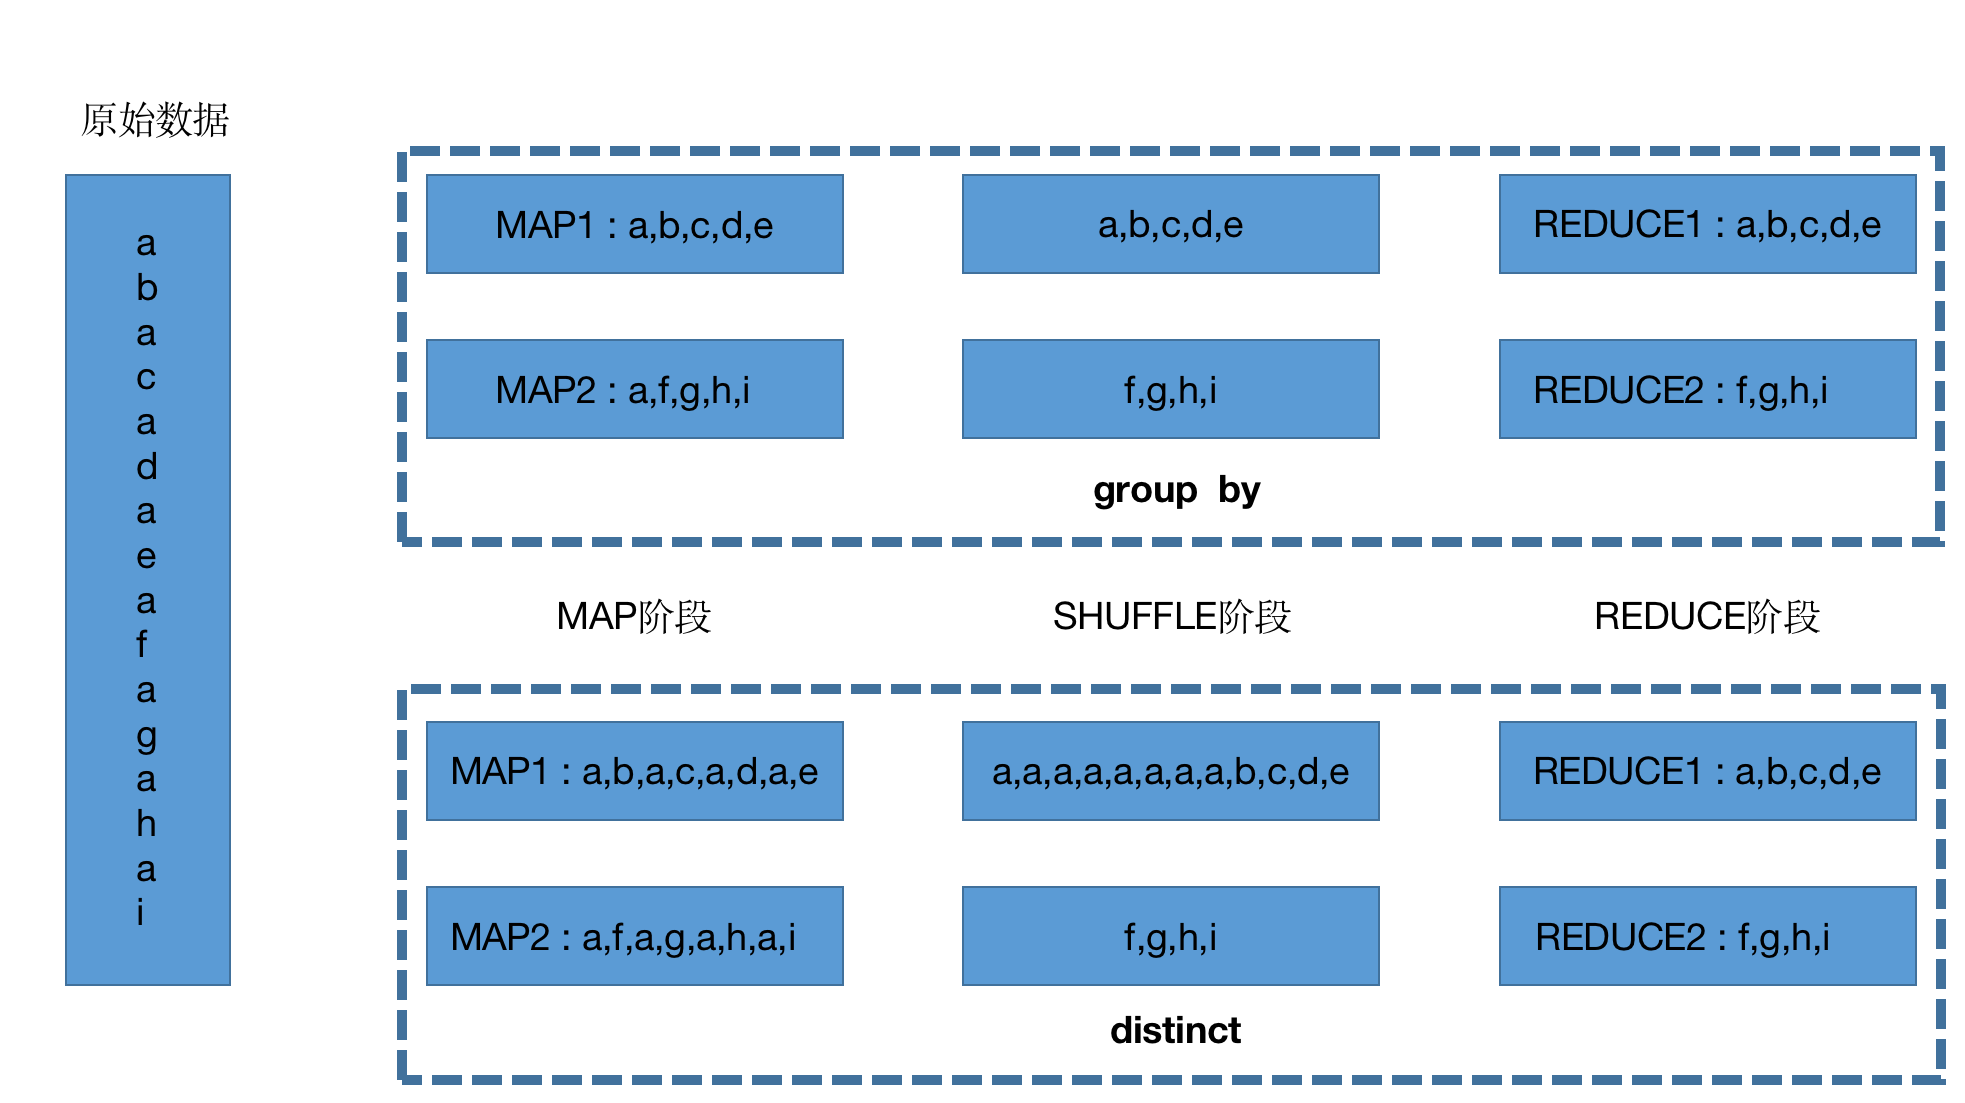 原始数据
a
b
a
c
a
d
a
e
a
f
a
g
a
h
a
i
MAP1 : a,b,c,d,e
a,b,c,d,e
REDUCE1 : a,b,c,d,e
MAP2 : a,f,g,h,i
f,g,h,i
REDUCE2 : f,g,h,i
group by
MAP阶段
SHUFFLE阶段
REDUCE阶段
MAP1 : a,b,a,c,a,d,a,e
a,a,a,a,a,a,a,a,b,c,d,e
REDUCE1 : a,b,c,d,e
MAP2 : a,f,a,g,a,h,a,i
f,g,h,i
REDUCE2 : f,g,h,i
distinct